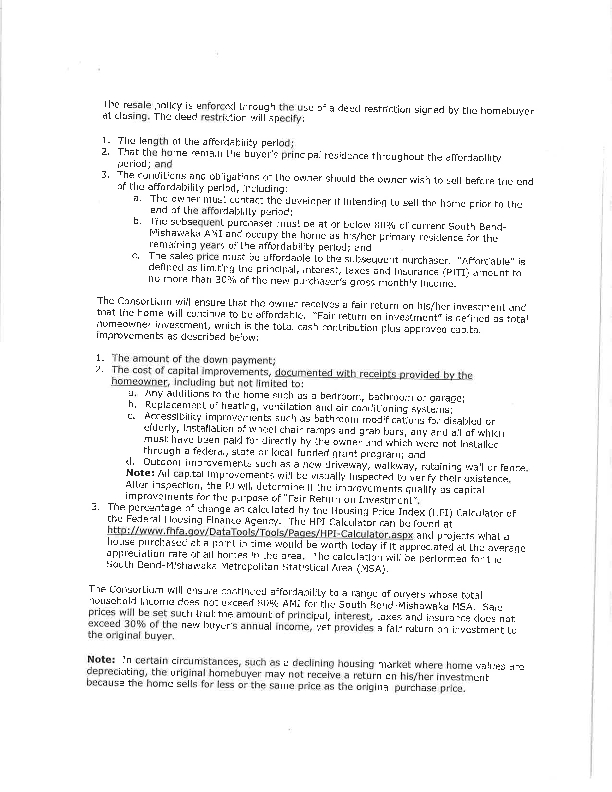 The resale policy is enforced through the use of a deed restriction signed by the homebuyer
at closing. The deed restriction will specify:
1. The length of the affordability period;
2. That the home remain the buyer's principal residence throughout the affordability
period; and
3. The conditions and obligations of the owner should the owner wish to sell before the end
of the affordability period, including:
a. The owner must contact the developer if intending to sell the home prior to the
end of the affordability period;
b. The subsequent purchaser must be at or below 80% of current South Bend-
Mishawaka AMI and occupy the home as his/her primary residence for the
remaining years of the affordability period; and
c. The sales price must be affordable to the subsequent purchaser. "Affordable" is
defined as limiting the principal, interest, taxes and insurance (PITI) amount to
no more than 30% of the new purchaser's gross monthly income.
The Consortium will ensure that the owner receives a fair return on his/her investment and
that the home will continue to be affordable. "Fair return on investment" is defined as total
homeowner investment, which is the total cash contribution plus approved capital
improvements as described below:
1. The amount of the down payment;
2. The cost of capital improvements, documented with receipts provided by the
homeowner, including but not limited to:
a. Any additions to the home such as a bedroom, bathroom or garage;
b. Replacement of heating, ventilation and air conditioning systems;
c. Accessibility improvements such as bathroom modifications for disabled or
elderly, installation of wheel chair ramps and grab bars, any and all of which
must have been paid for directly by the owner and which were not installed
through a federal, state or local funded grant program; and
d. Outdoor improvements such as a new driveway, walkway, retaining wall or fence.
Note: All capital improvements will be visually inspected to verify their existence.
After inspection, the PJ will determine if the improvements qualify as capital
improvements for the purpose of "Fair Return on Investment".
3. The percentage of change as calculated by the Housing Price Index (HPI) Calculator of
the Federal Housing Finance Agency. The HPI Calculator can be found at
http://www.fhfa.gov/DataTools/Tools/Pages/HPI-Calculator.aspx and projects what a
house purchased at a point in time would be worth today if it appreciated at the average
appreciation rate of all homes in the area. The calculation will be performed for the
South Bend-Mishawaka Metropolitan Statistical Area (MSA).
The Consortium will ensure continued affordability to a range of buyers whose total
household income does not exceed 80% AMI for the South Bend-Mishawaka MSA. Sale
prices will be set such that the amount of principal, interest, taxes and insurance does not
exceed 30% of the new buyer's annual income, yet provides a fair return on investment to
the original buyer.
Note: In certain circumstances, such as a declining housing market where home values are
depreciating, the original homebuyer may not receive a return on his/her investment
because the home sells for less or the same price as the original purchase price.